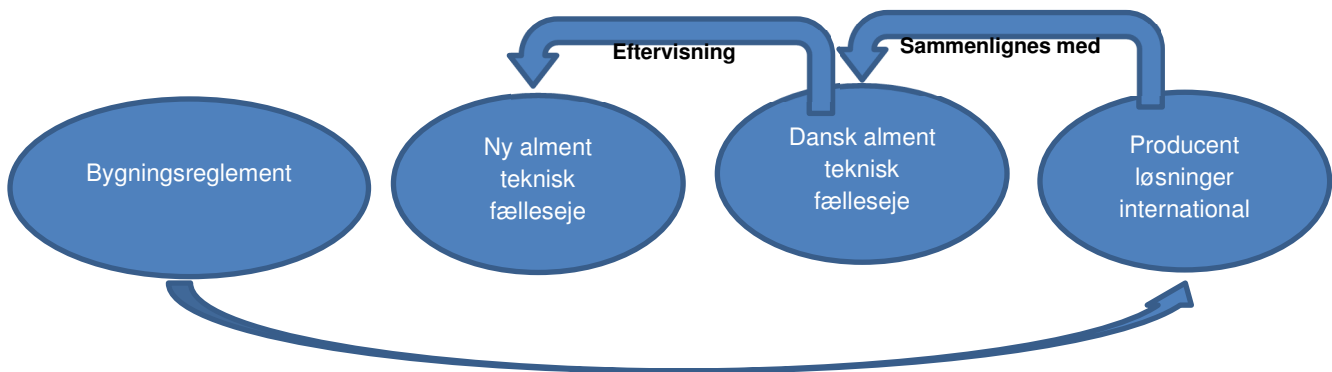 Eftervisning
Sammenlignes med
Bygningsreglement
Ny alment
teknisk
fælleseje
Dansk alment
teknisk
fælleseje
Producent
løsninger
international